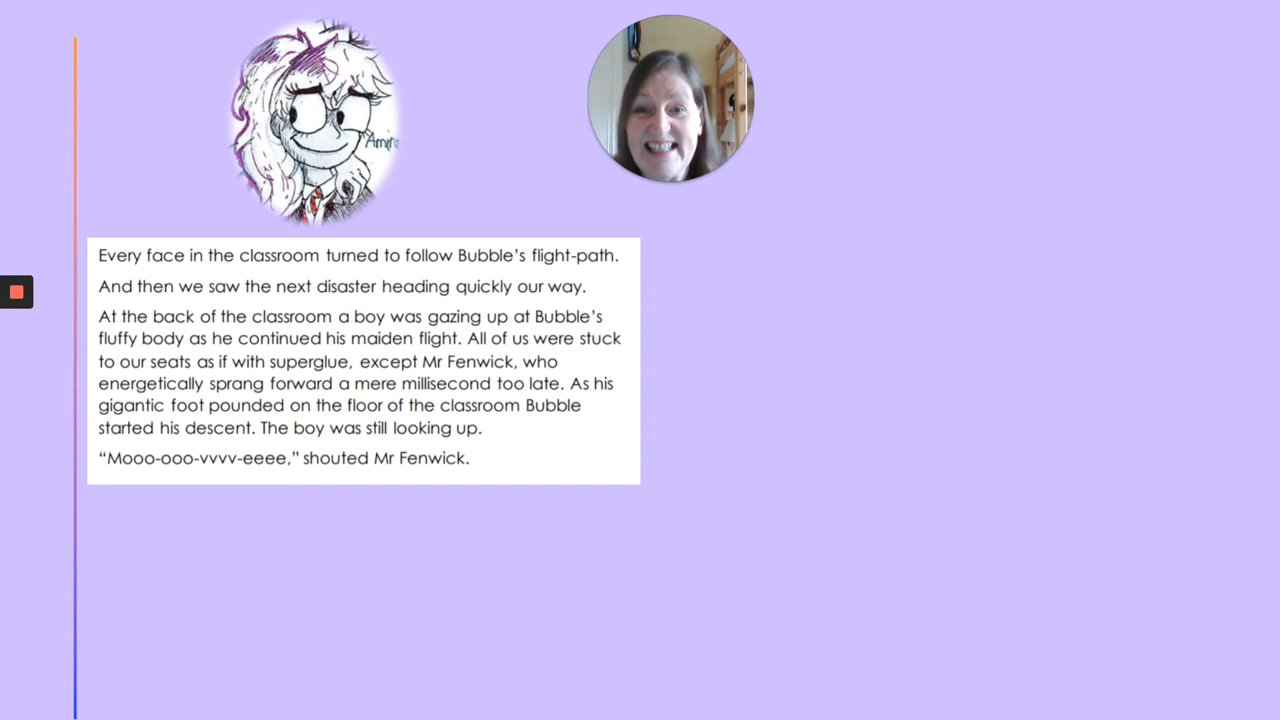 Amir
Every face in the classroom turned to follow Bubble's flight-path.
And then we saw the next disaster heading quickly our way.
At the back of the classroom a boy was gazing up at Bubble's
fluffy body as he continued his maiden flight. All of us were stuck
to our seats as if with superglue, except Mr Fenwick, who
energetically sprang forward a mere millisecond too late. As his
gigantic foot pounded on the floor of the classroom Bubble
started his descent. The boy was still looking up.
“Mooo-ooo-vvvv-eeee,” shouted Mr Fenwick.